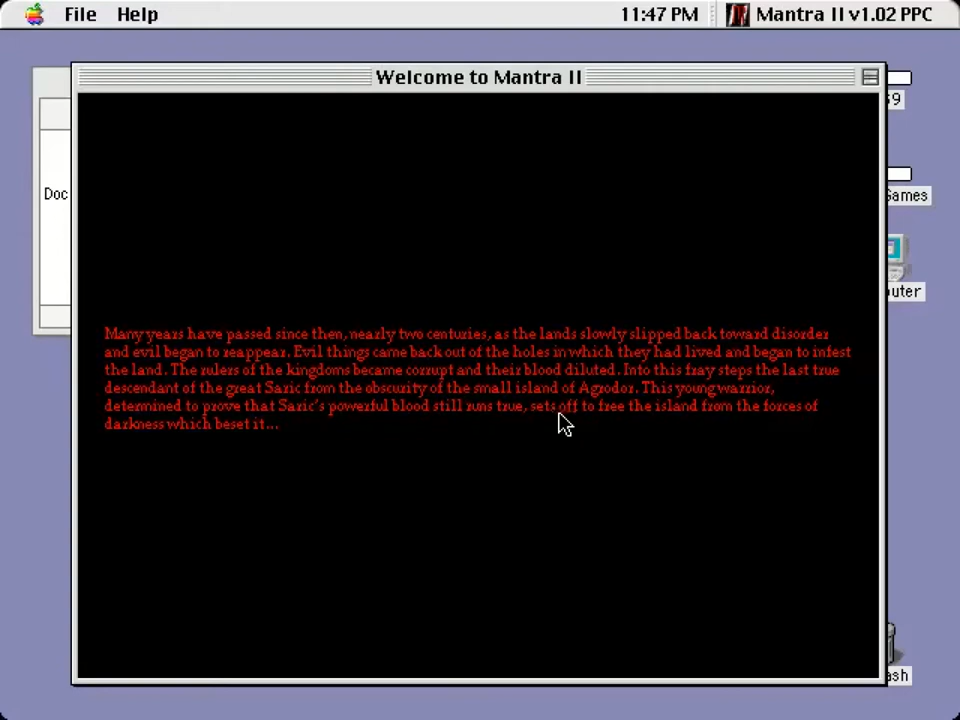 File Help 11:47 PM Mantra II v1.02 PPC
Welcome to Mantra II
Doc
Games
Many years have passed since then, nearly two centuries, as the lands slowly slipped back toward disorder
and evil began to reappear. Evil things came back out of the holes in which they had lived and began to infest
the land. The rulers of the kingdoms became corrupt and their blood diluted. Into this fray steps the last true
descendant of the great Saric from the obscurity of the small island of Agrodor. This young warrior,
determined to prove that Saric's powerful blood still runs true, sets off to free the island from the forces of
darkness which beset it...
uter
ash